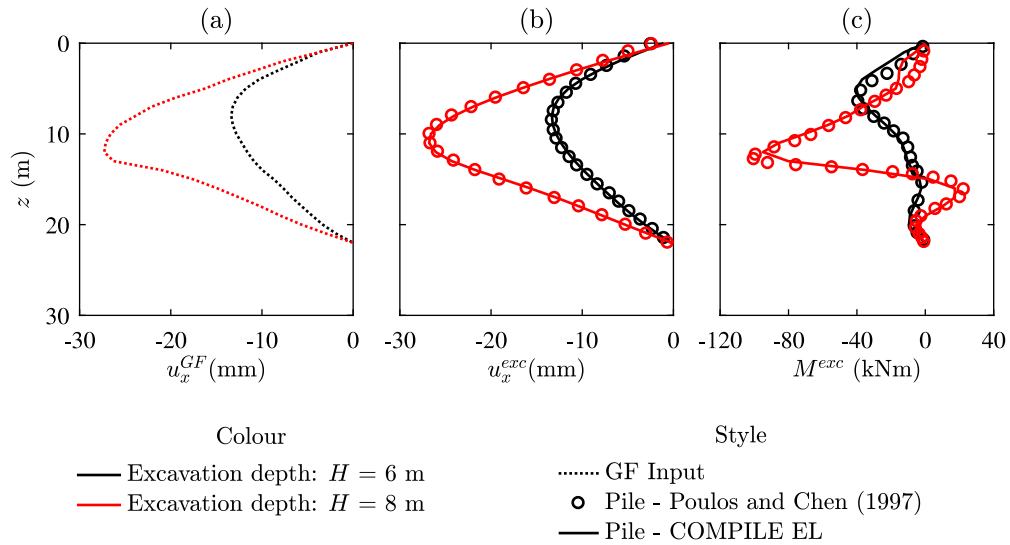 (a)
(b)
(c)
0
10
20
30
z (m)
-30
-20
-10
0
u_x^{GF}(mm)
-30
-20
-10
0
u_x^{exc}(mm)
-120
-80
-40
0
40
M^{exc} (kNm)
Colour
Excavation depth: H = 6 m
Excavation depth: H = 8 m
Style
GF Input
Pile - Poulos and Chen (1997)
Pile - COMPILE EL